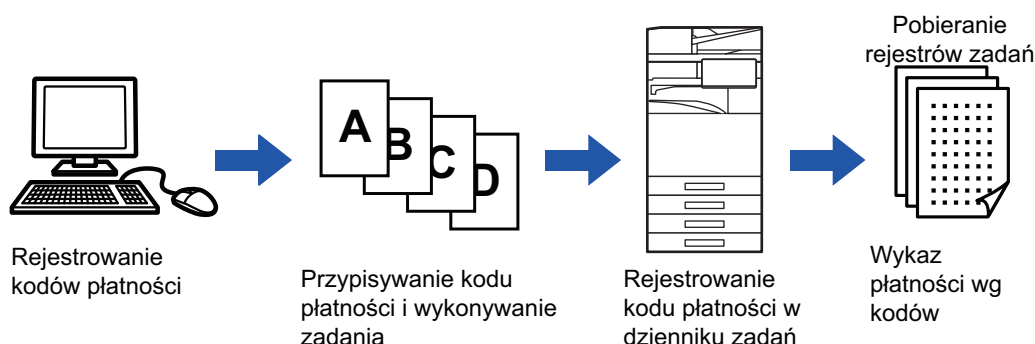 Rejestrowanie
kodów płatności
A
B
C
D
Przypisywanie kodu
płatności i wykonywanie
zadania
Rejestrowanie
kodu płatności w
dzienniku zadań
Pobieranie
rejestrów zadań
Wykaz
płatności wg
kodów